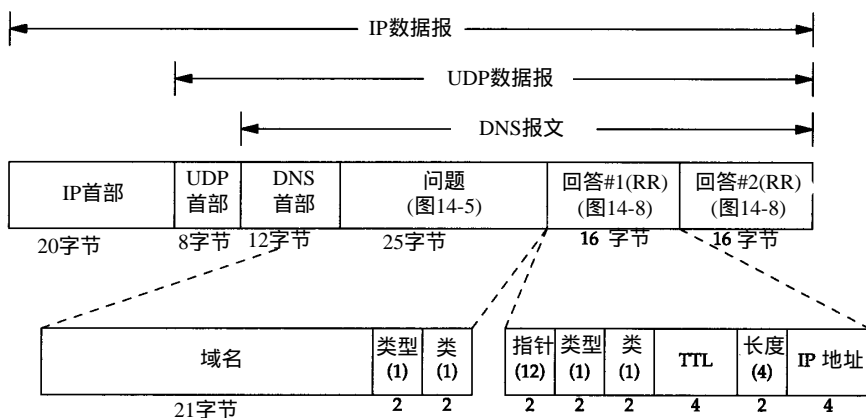 IP数据报
UDP数据报
DNS报文
IP首部
UDP
首部
DNS
首部
问题
(图14-5)
回答#1(RR)
(图14-8)
回答#2(RR)
(图14-8)
20字节
8字节
12字节
25字节
16 字节
16 字节
域名
类型
(1)
类
(1)
指针
(12)
类型
(1)
类
(1)
TTL
长度
(4)
IP 地址
21字节
2
2
2
2
2
4
2
4